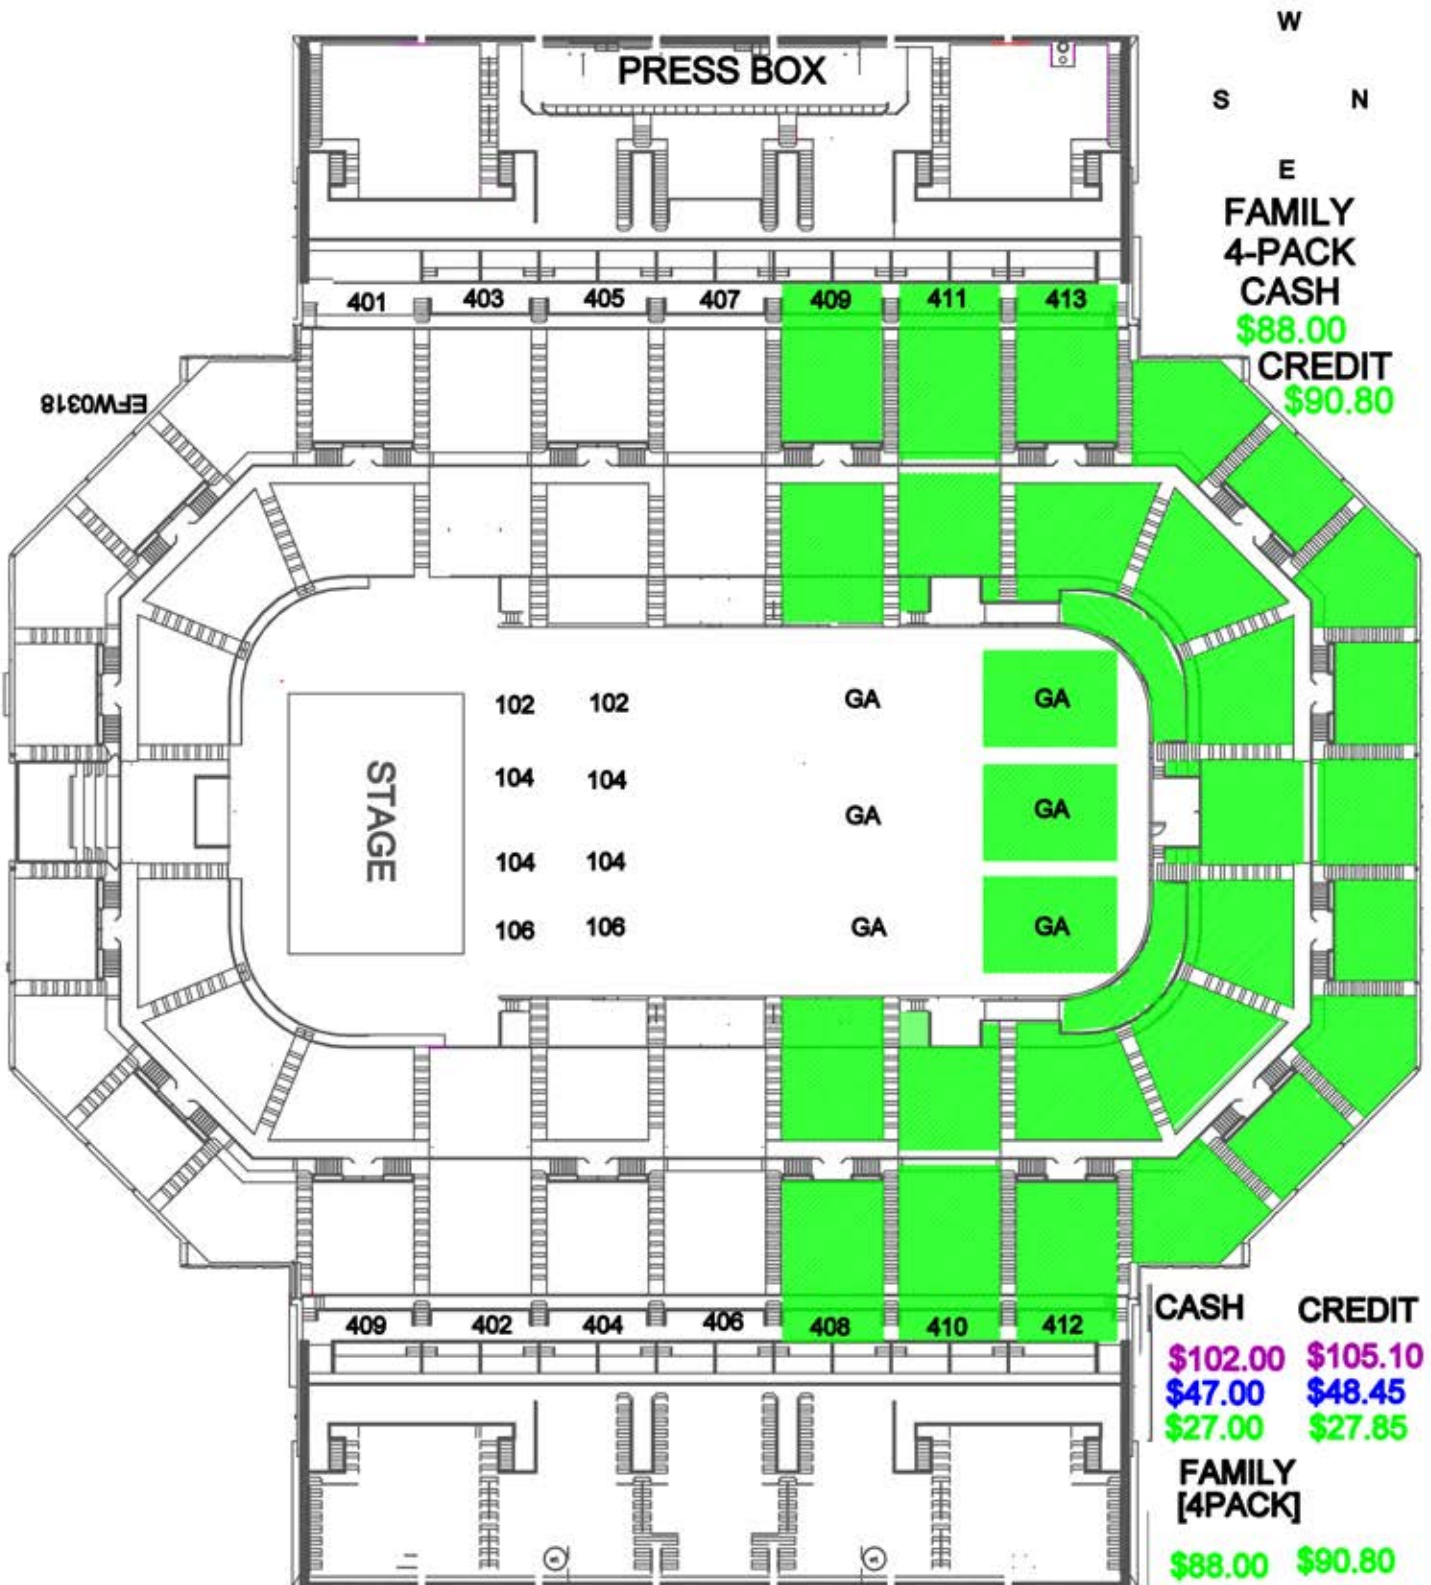 W
PRESS BOX
S N
E
FAMILY
4-PACK
CASH
$88.00
CREDIT
$90.80
401 403 405 407 409 411 413
EFW0318
102 102 GA GA
104 104
STAGE
GA GA
104 104
106 106 GA GA
409 402 404 406 408 410 412
CASH CREDIT
$102.00 $105.10
$47.00 $48.45
$27.00 $27.85
FAMILY
[4PACK]
$88.00 $90.80